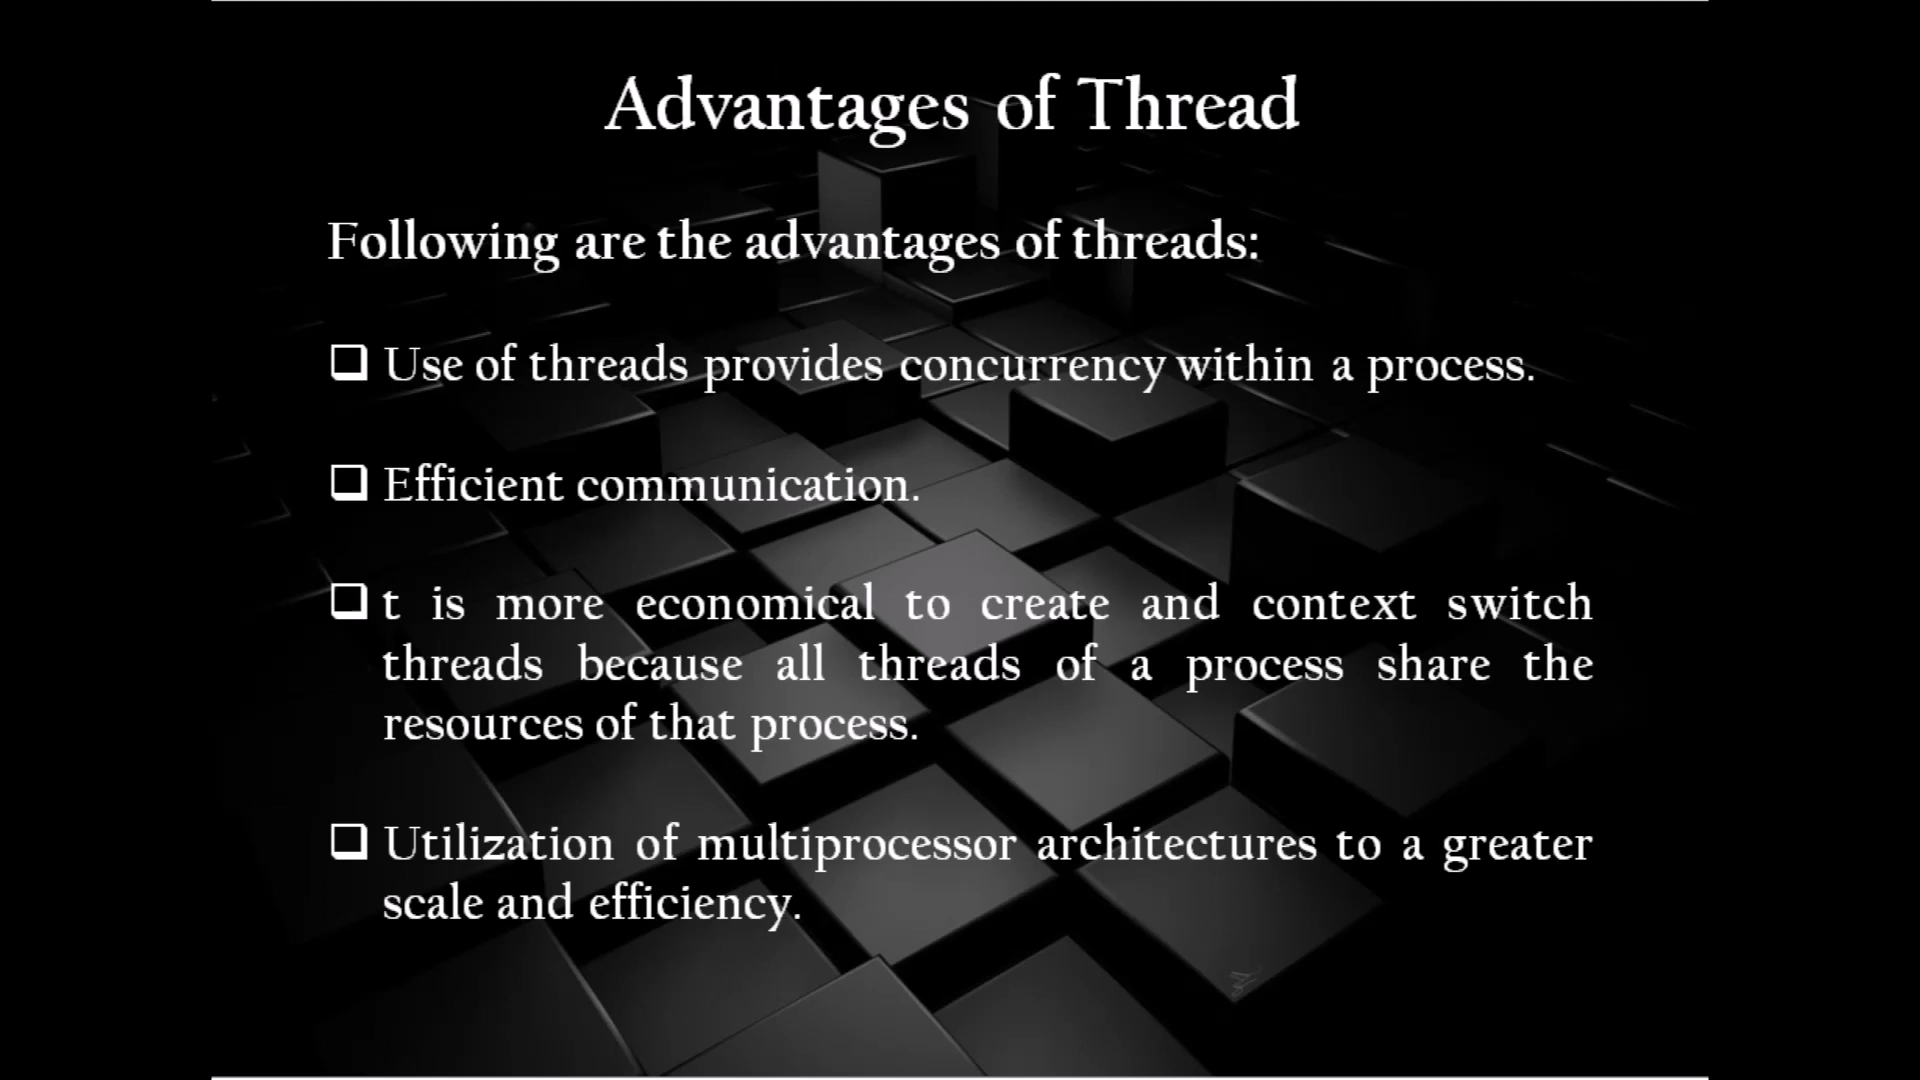 Advantages of Thread
Following are the advantages of threads:
❑ Use of threads provides concurrency within a process.
❑ Efficient communication.
❑ t is more economical to create and context switch
threads because all threads of a process share the
resources of that process.
❑ Utilization of multiprocessor architectures to a greater
scale and efficiency.